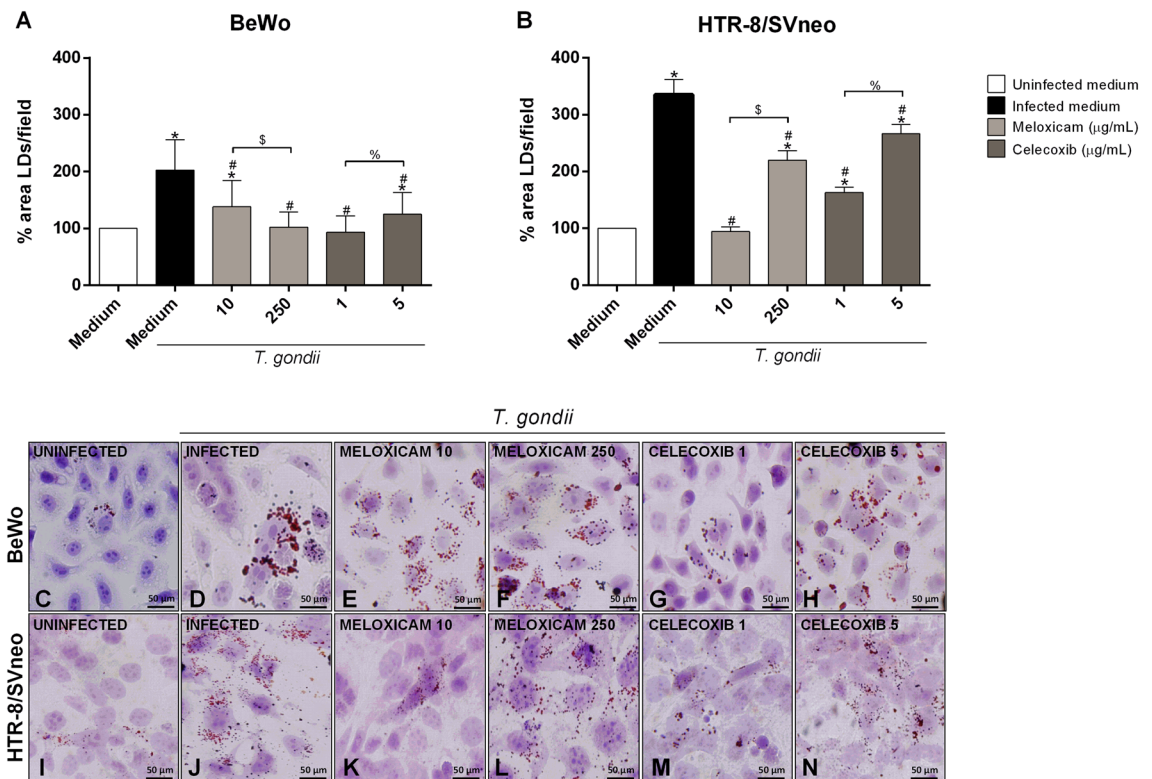 A
BeWo
% area LDs/field
400
300
200
100
0
*
#
*
$
#
#
%
#
*
Medium
Medium
10
250
1
5
T. gondii
B
HTR-8/SVneo
% area LDs/field
400
300
200
100
0
*
#
$
#
*
#
*
%
#
*
Medium
Medium
10
250
1
5
T. gondii
Uninfected medium
Infected medium
Meloxicam (μg/mL)
Celecoxib (μg/mL)
T. gondii
BeWo
UNINFECTED
C
50 μm
INFECTED
D
50 μm
MELOXICAM 10
E
50 μm
MELOXICAM 250
F
50 μm
CELECOXIB 1
G
50 μm
CELECOXIB 5
H
50 μm
HTR-8/SVneo
UNINFECTED
I
50 μm
INFECTED
J
50 μm
MELOXICAM 10
K
50 μm
MELOXICAM 250
L
50 μm
CELECOXIB 1
M
50 μm
CELECOXIB 5
N
50 μm